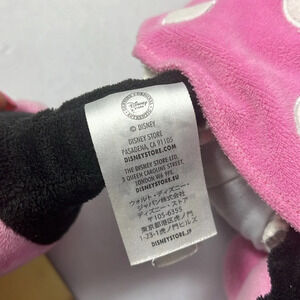 © DISNEY
DISNEY STORE
PASADENA, CA 91105
DISNEYSTORE.COM
THE DISNEY STORE LTD.
3 QUEEN CAROLINE STREET,
LONDON W6 9PE
DISNEYSTORE.EU
ウォルト・ディズニー・
ジャパン株式会社
ディズニー・ストア
〒105-6355
東京都港区虎ノ門
1-23-1虎ノ門ヒルズ
DISNEYSTORE.JP